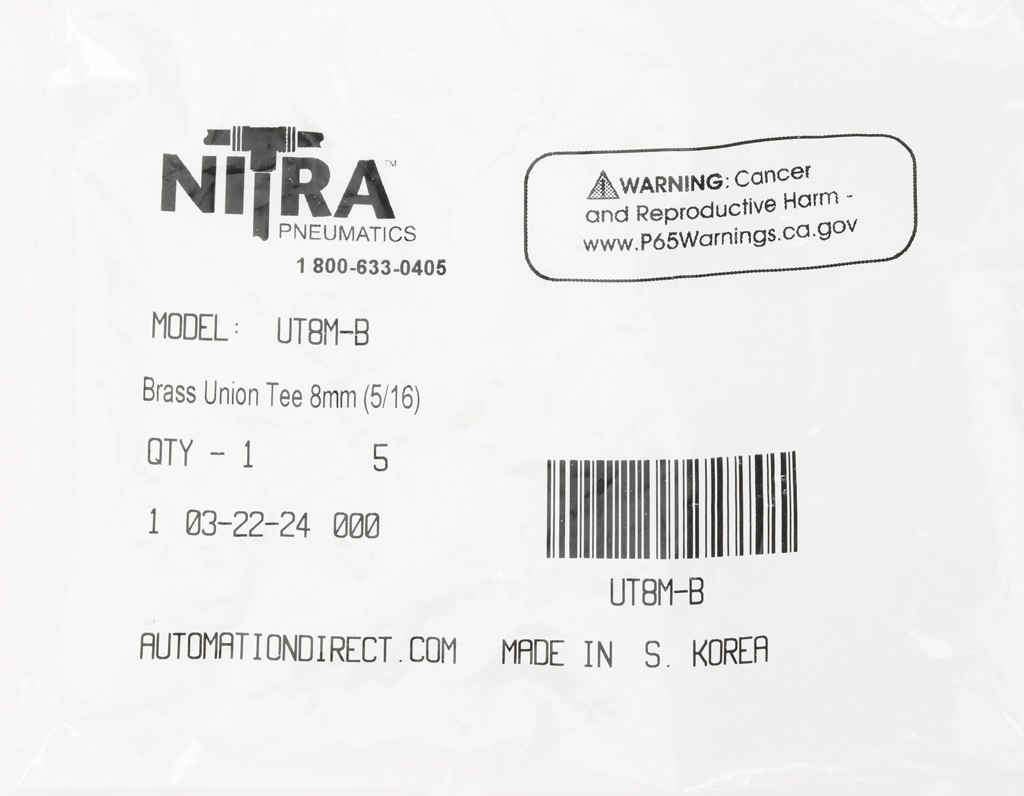 NITRA™
PNEUMATICS
1 800-633-0405
WARNING: Cancer
and Reproductive Harm -
www.P65Warnings.ca.gov
MODEL: UT8M-B
Brass Union Tee 8mm (5/16)
QTY - 1 5
1 03-22-24 000
UT8M-B
AUTOMATIONDIRECT.COM MADE IN S. KOREA